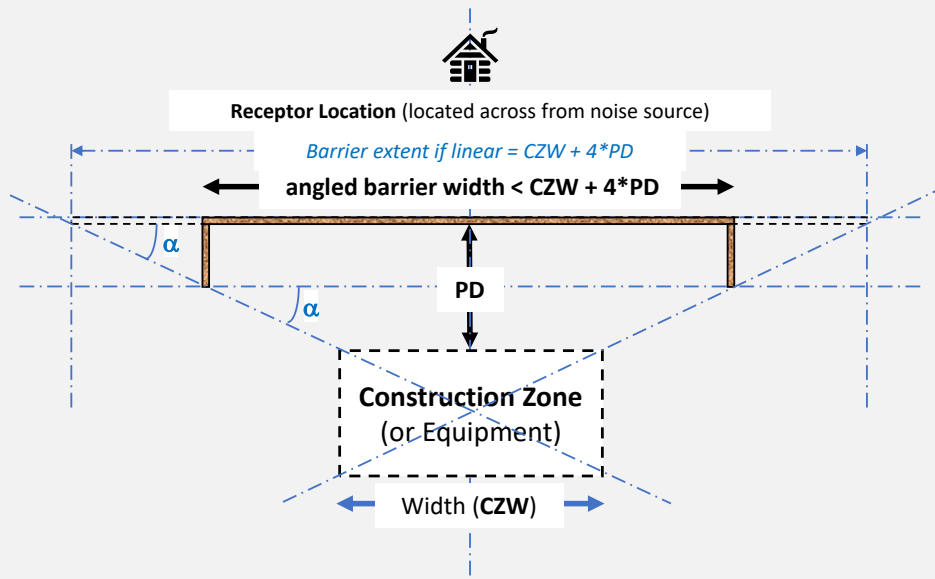 Receptor Location (located across from noise source)
Barrier extent if linear = CZW + 4*PD
angled barrier width < CZW + 4*PD
α
α
PD
Construction Zone
(or Equipment)
Width (CZW)